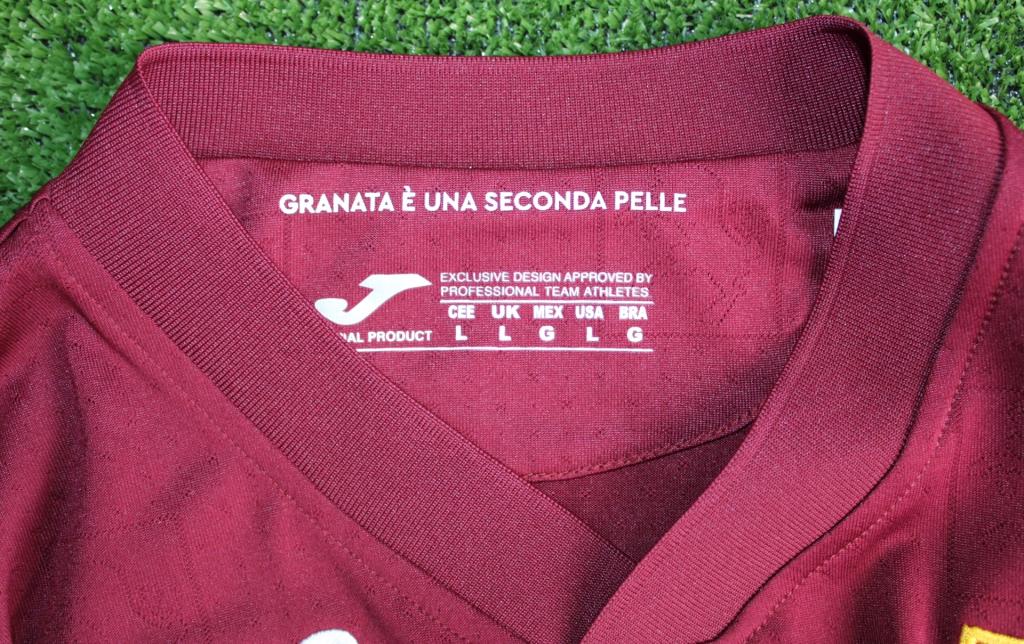 GRANATA È UNA SECONDA PELLE
EXCLUSIVE DESIGN APPROVED BY
PROFESSIONAL TEAM ATHLETES
CEE UK MEX USA BRA
PRODUCT L L G L G